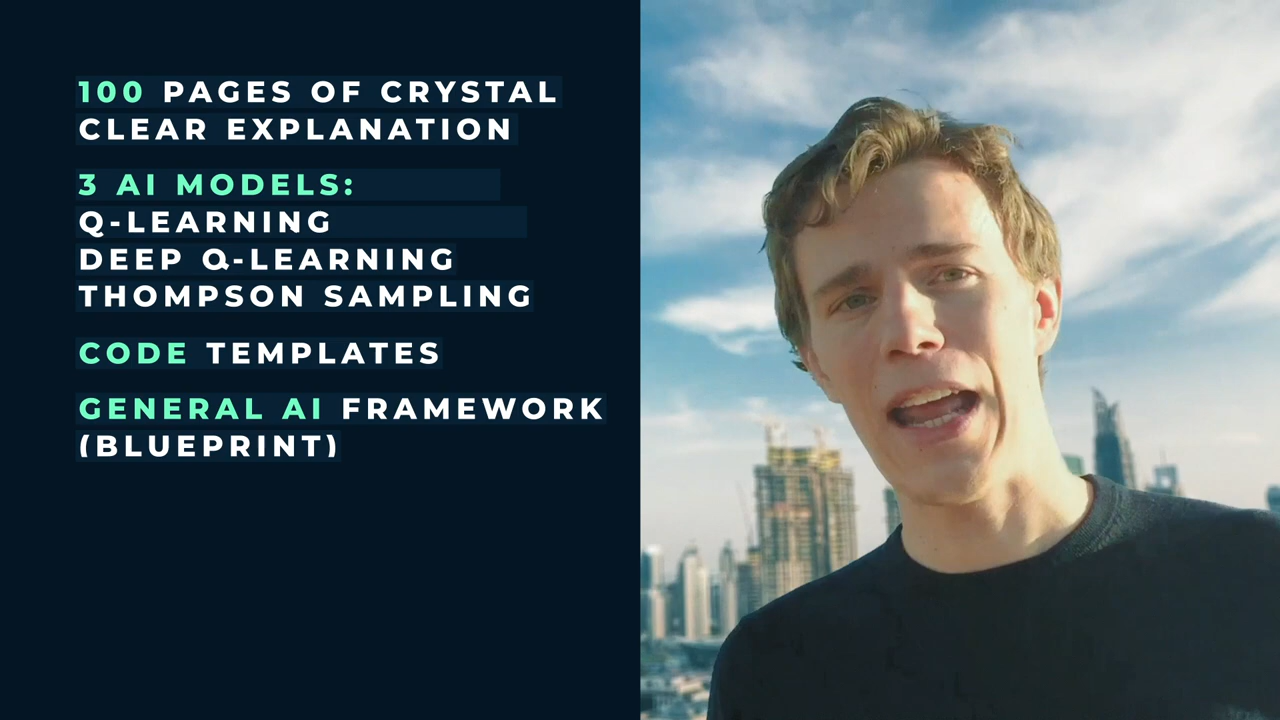 100 PAGES OF CRYSTAL
CLEAR EXPLANATION
3 AI MODELS:
Q-LEARNING
DEEP Q-LEARNING
THOMPSON SAMPLING
CODE TEMPLATES
GENERAL AI FRAMEWORK
(BLUEPRINT)